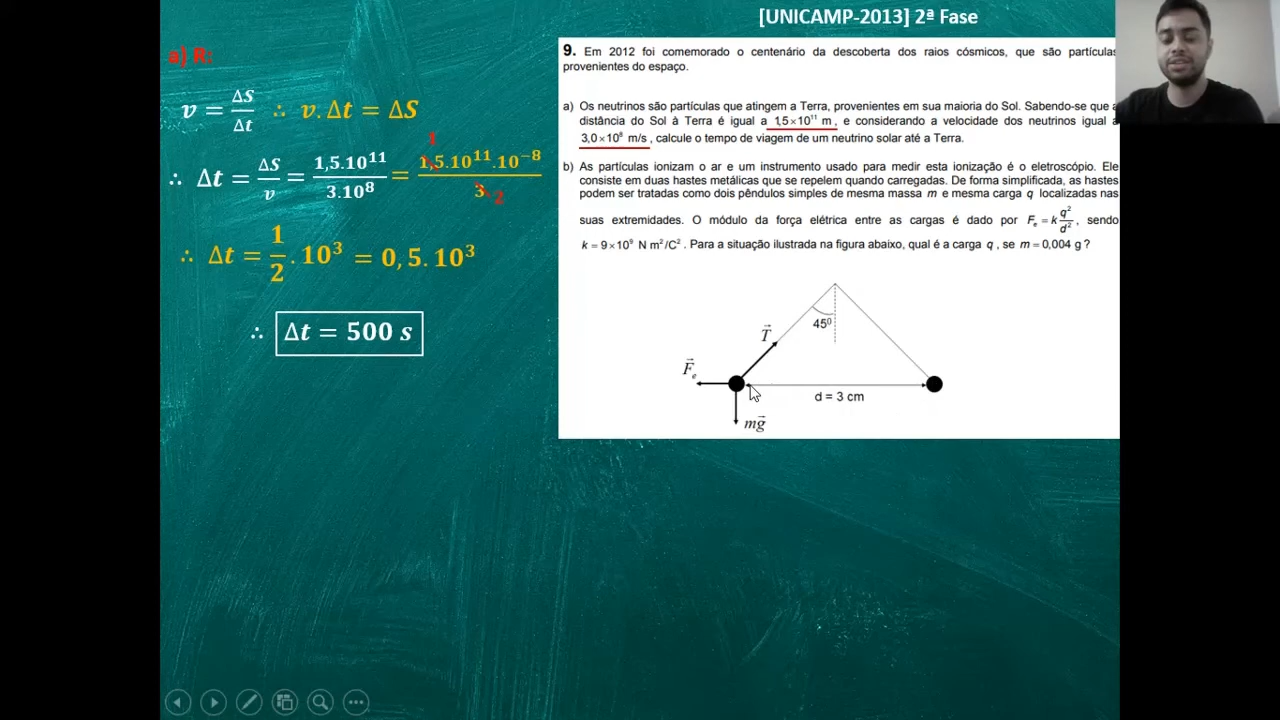 [UNICAMP-2013] 2ª Fase
a) R:
v = ΔS/Δt ∴ v.Δt = ΔS
∴ Δt = ΔS/v = 1,5.10¹¹/3.10⁸ = 1,5.10¹¹.10⁻⁸/3
1
2
∴ Δt = 1/2 . 10³ = 0,5.10³
∴ Δt = 500 s
9. Em 2012 foi comemorado o centenário da descoberta dos raios cósmicos, que são partículas
provenientes do espaço.
a) Os neutrinos são partículas que atingem a Terra, provenientes em sua maioria do Sol. Sabendo-se que a
distância do Sol à Terra é igual a 1,5×10¹¹ m, e considerando a velocidade dos neutrinos igual a
3,0×10⁸ m/s, calcule o tempo de viagem de um neutrino solar até a Terra.
b) As partículas ionizam o ar e um instrumento usado para medir esta ionização é o eletroscópio. Ele
consiste em duas hastes metálicas que se repelem quando carregadas. De forma simplificada, as hastes
podem ser tratadas como dois pêndulos simples de mesma massa m e mesma carga q localizadas nas
suas extremidades. O módulo da força elétrica entre as cargas é dado por Fₑ = k q²/d², sendo
k = 9×10⁹ N m²/C². Para a situação ilustrada na figura abaixo, qual é a carga q, se m = 0,004 g?
45⁰
T⃗
F⃗ₑ
d = 3 cm
mg⃗